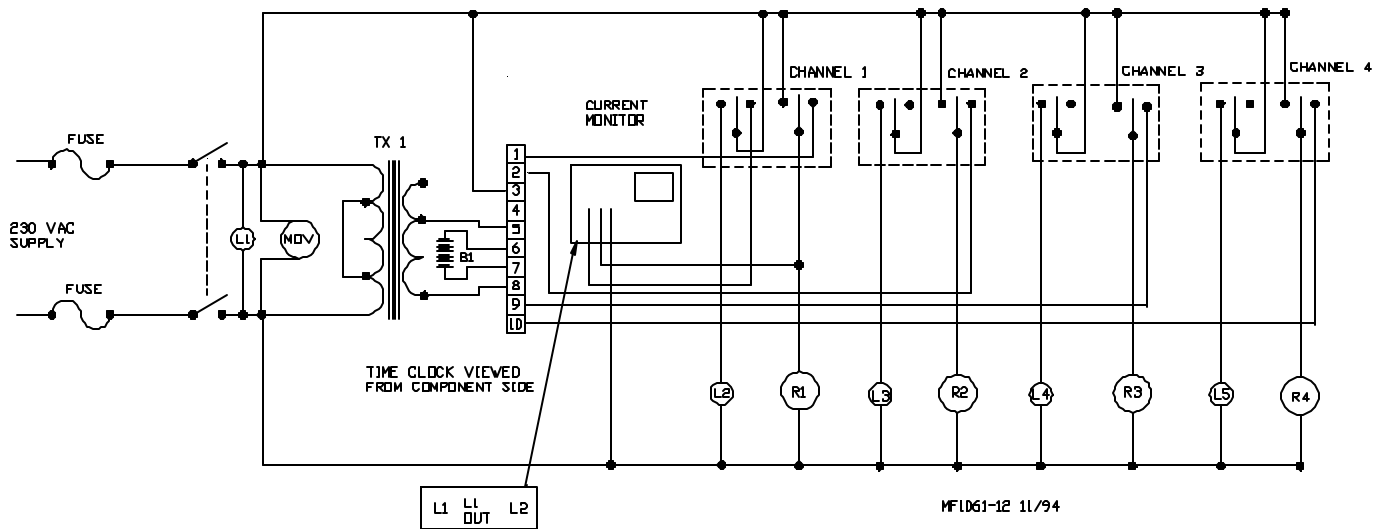 CHANNEL 1
CHANNEL 2
CHANNEL 3
CHANNEL 4
CURRENT
MONITOR
FUSE
TX 1
1
2
3
4
5
6
7
8
9
10
230 VAC
SUPPLY
L1
MOV
B1
FUSE
TIME CLOCK VIEWED
FROM COMPONENT SIDE
L2
R1
L3
R2
L4
R3
L5
R4
L1 L1 L2
OUT
MF1D61-12 11/94